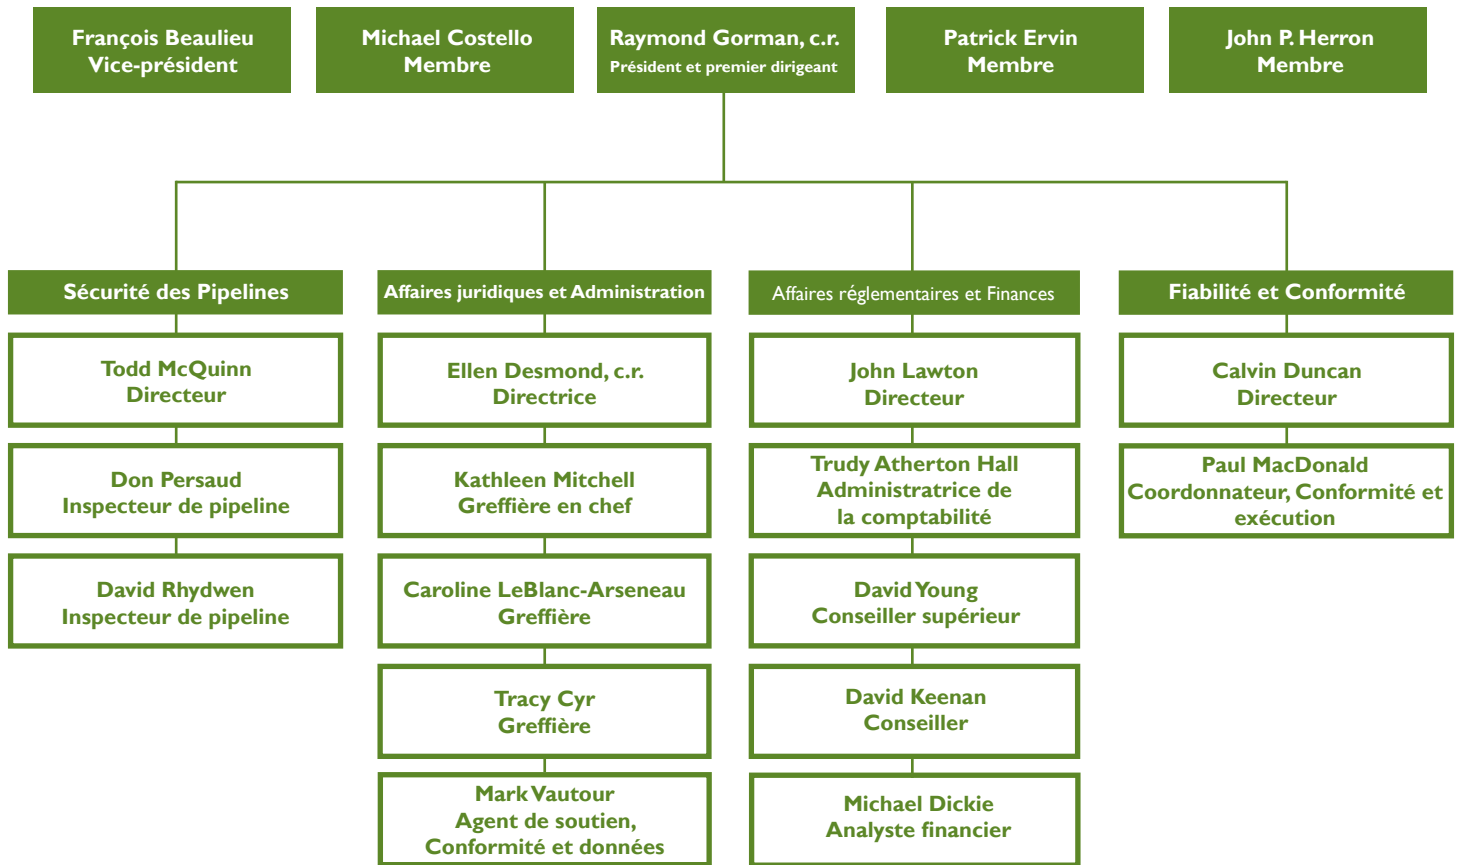 François Beaulieu
Vice-président
Michael Costello
Membre
Raymond Gorman, c.r.
Président et premier dirigeant
Patrick Ervin
Membre
John P. Herron
Membre
Sécurité des Pipelines
Todd McQuinn
Directeur
Don Persaud
Inspecteur de pipeline
David Rhydwen
Inspecteur de pipeline
Affaires juridiques et Administration
Ellen Desmond, c.r.
Directrice
Kathleen Mitchell
Greffière en chef
Caroline LeBlanc-Arseneau
Greffière
Tracy Cyr
Greffière
Mark Vautour
Agent de soutien,
Conformité et données
Affaires réglementaires et Finances
John Lawton
Directeur
Trudy Atherton Hall
Administratrice de
la comptabilité
David Young
Conseiller supérieur
David Keenan
Conseiller
Michael Dickie
Analyste financier
Fiabilité et Conformité
Calvin Duncan
Directeur
Paul MacDonald
Coordonnateur, Conformité et
exécution